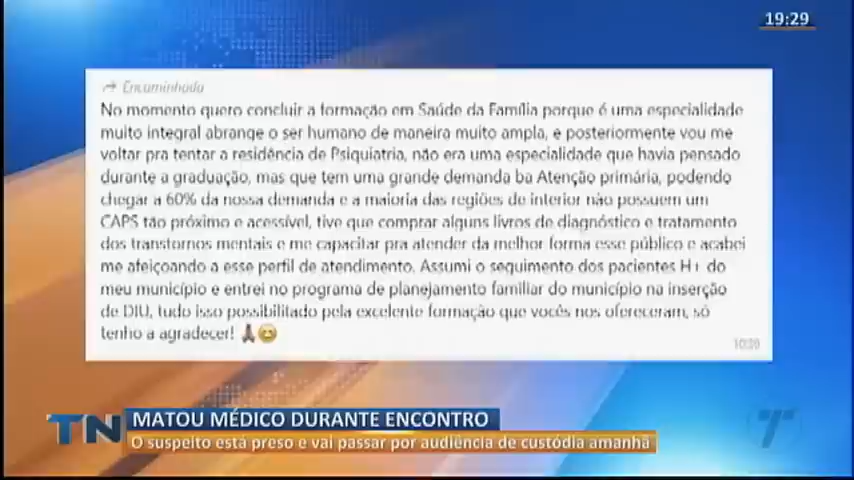 19:29
Encaminhada
No momento quero concluir a formação em Saúde da Família porque é uma especialidade
muito integral abrange o ser humano de maneira muito ampla, e posteriormente vou me
voltar pra tentar a residência de Psiquiatria, não era uma especialidade que havia pensado
durante a graduação, mas que tem uma grande demanda ba Atenção primária, podendo
chegar a 60% da nossa demanda e a maioria das regiões de interior não possuem um
CAPS tão próximo e acessível, tive que comprar alguns livros de diagnóstico e tratamento
dos transtornos mentais e me capacitar pra atender da melhor forma esse público e acabei
me afeiçoando a esse perfil de atendimento. Assumi o seguimento dos pacientes H+ do
meu município e entrei no programa de planejamento familiar do município na inserção
de DIU, tudo isso possibilitado pela excelente formação que vocês nos ofereceram, só
tenho a agradecer! 🙏🏾😊
10:39
TN
MATOU MÉDICO DURANTE ENCONTRO
O suspeito está preso e vai passar por audiência de custódia amanhã